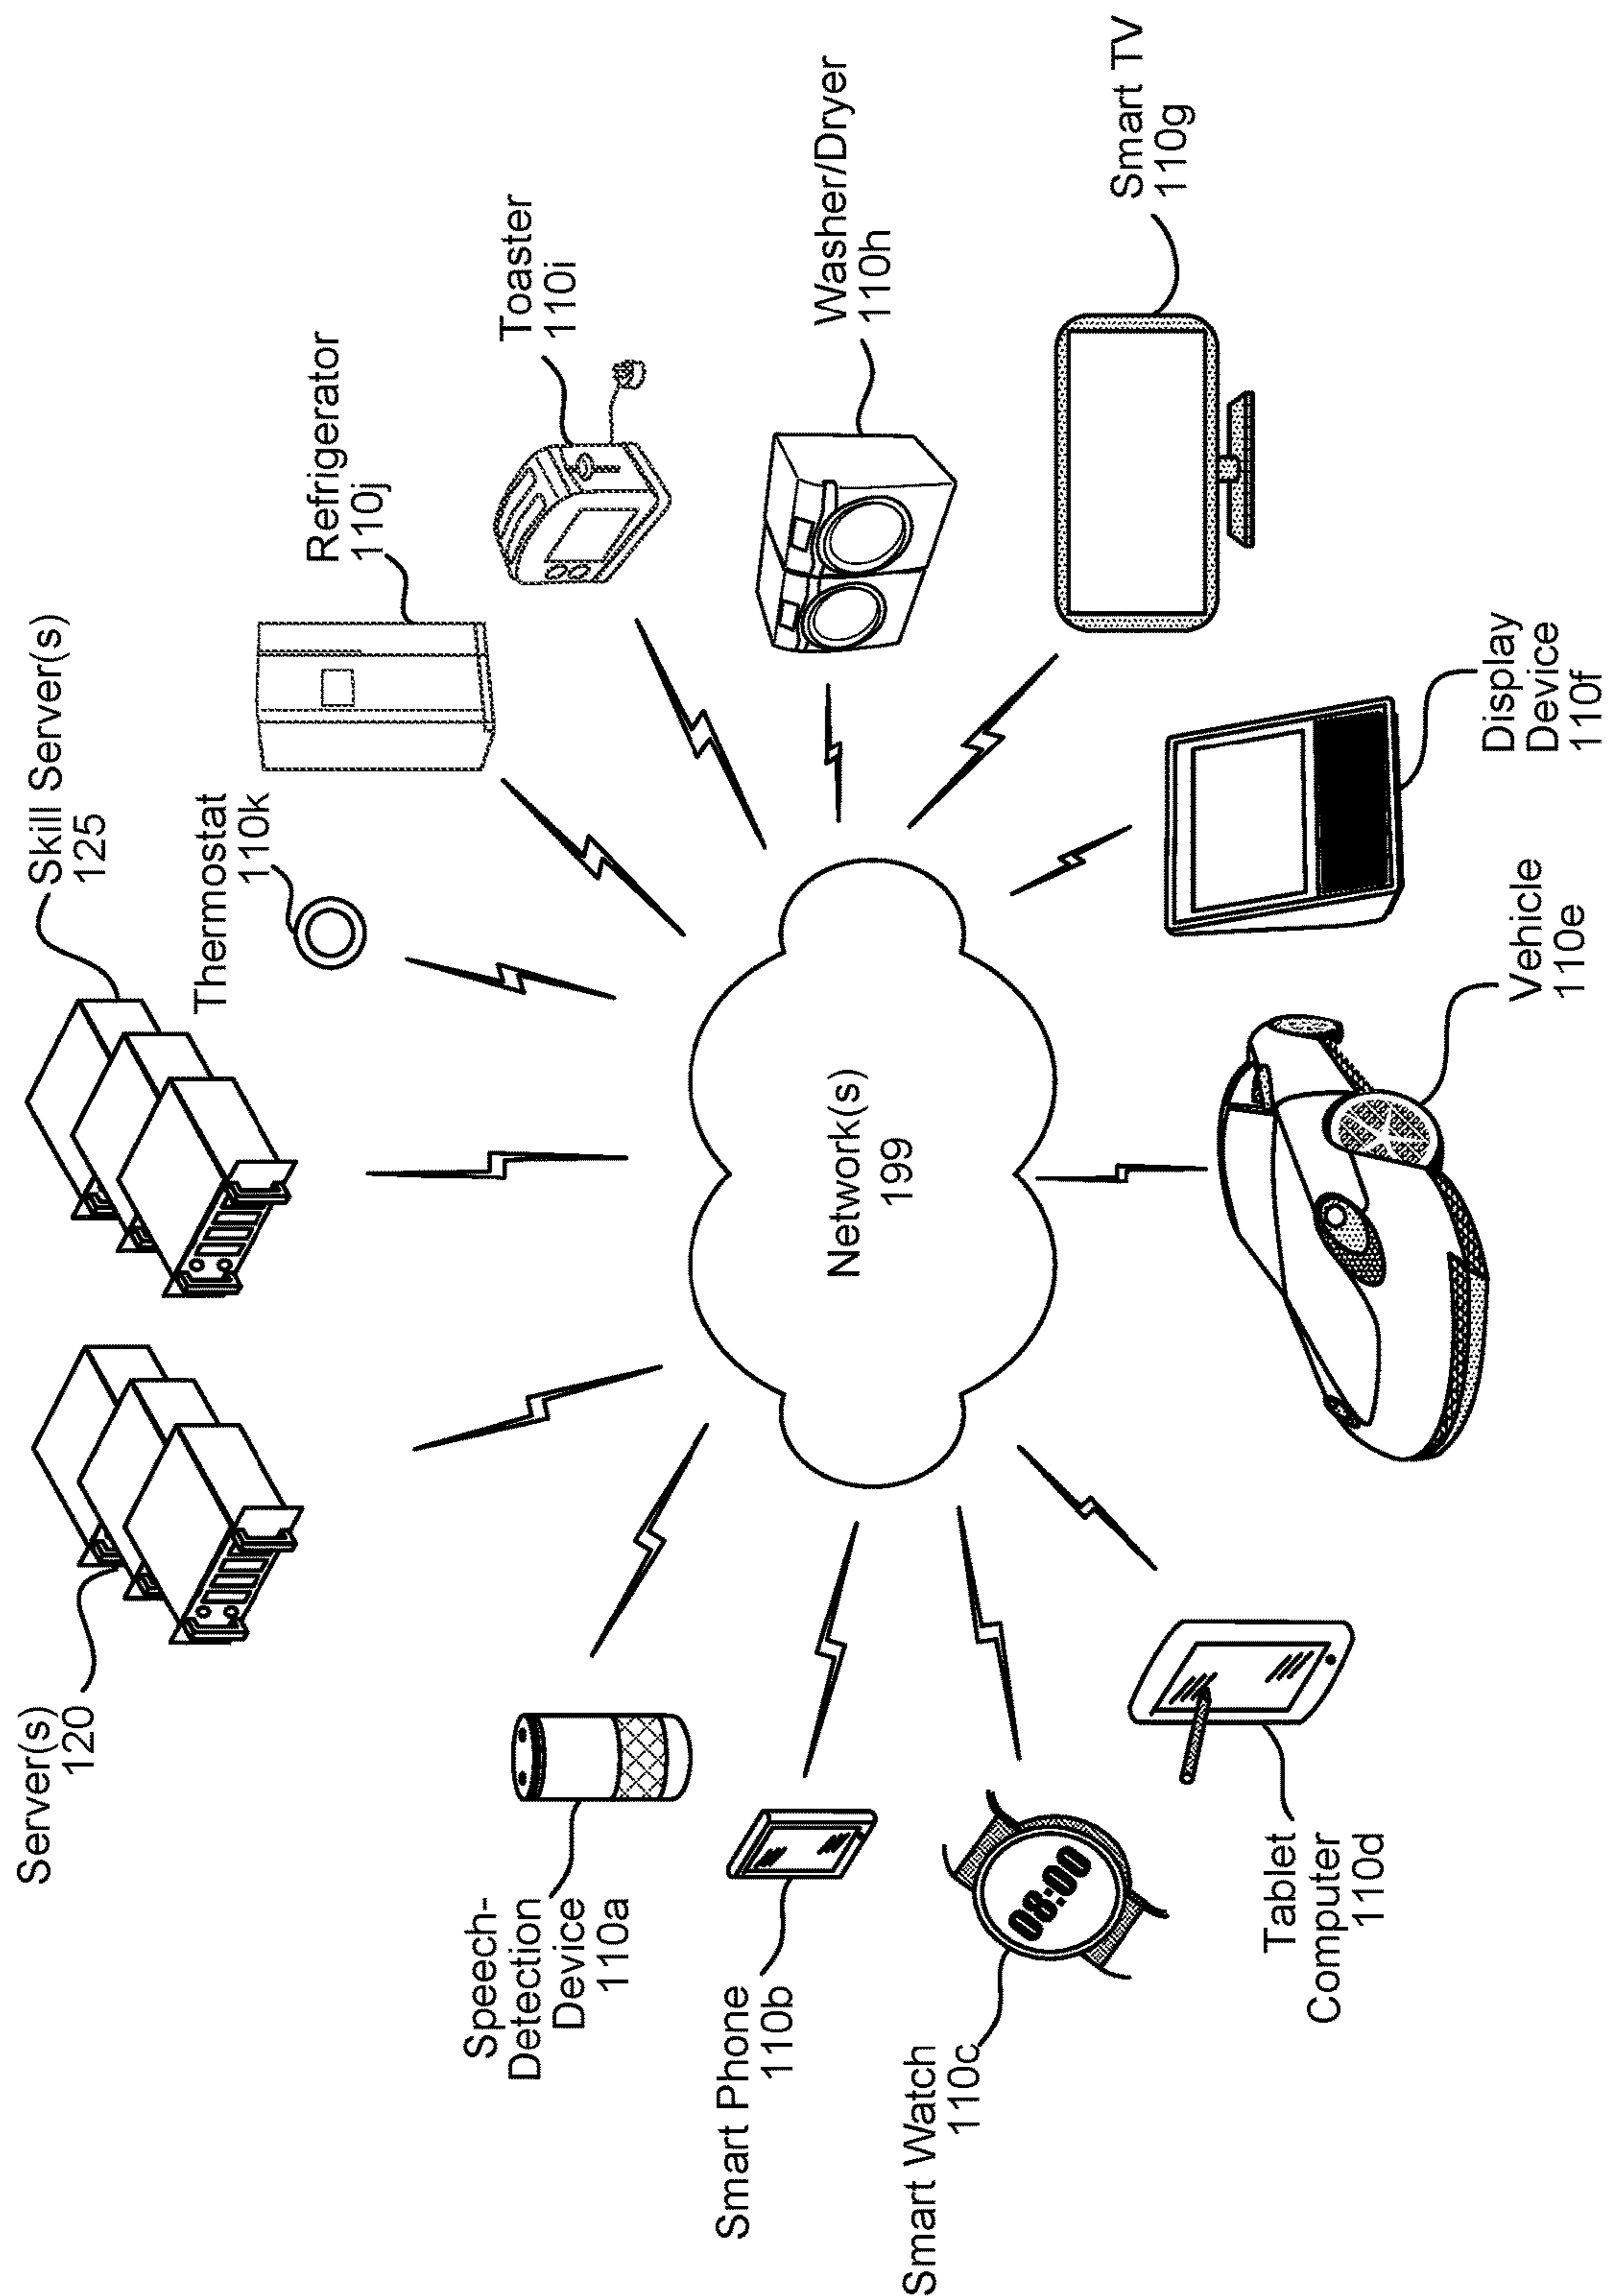 Server(s)
120
Skill Server(s)
125
Thermostat
110k
Refrigerator
110j
Toaster
110i
Washer/Dryer
110h
Smart TV
110g
Display
Device
110f
Vehicle
110e
Tablet
Computer
110d
Smart Watch
110c
08:00
Smart Phone
110b
Speech-
Detection
Device
110a
Network(s)
199